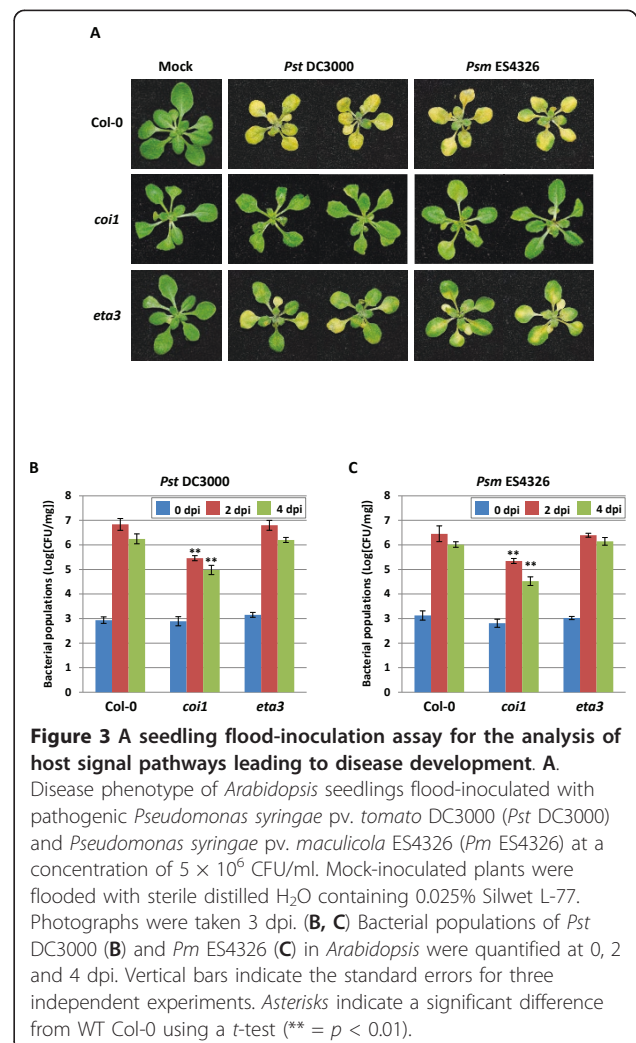 A
Mock Pst DC3000 Psm ES4326
Col-0
coi1
eta3
B
Pst DC3000
Bacterial populations (Log[CFU/mg])
8
7
6
5
4
3
2
1
0
0 dpi 2 dpi 4 dpi
** **
Col-0 coi1 eta3
C
Psm ES4326
Bacterial populations (Log[CFU/mg])
8
7
6
5
4
3
2
1
0
0 dpi 2 dpi 4 dpi
** **
Col-0 coi1 eta3
Figure 3 A seedling flood-inoculation assay for the analysis of
host signal pathways leading to disease development. A.
Disease phenotype of Arabidopsis seedlings flood-inoculated with
pathogenic Pseudomonas syringae pv. tomato DC3000 (Pst DC3000)
and Pseudomonas syringae pv. maculicola ES4326 (Pm ES4326) at a
concentration of 5 × 10⁶ CFU/ml. Mock-inoculated plants were
flooded with sterile distilled H₂O containing 0.025% Silwet L-77.
Photographs were taken 3 dpi. (B, C) Bacterial populations of Pst
DC3000 (B) and Pm ES4326 (C) in Arabidopsis were quantified at 0, 2
and 4 dpi. Vertical bars indicate the standard errors for three
independent experiments. Asterisks indicate a significant difference
from WT Col-0 using a t-test (** = p < 0.01).